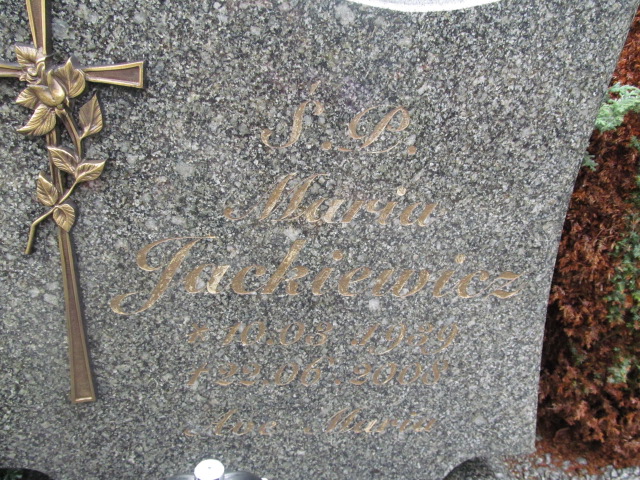 Ś.P.
Maria
Jackiewicz
* 10.03.1939
† 22.06.2008
Ave Maria